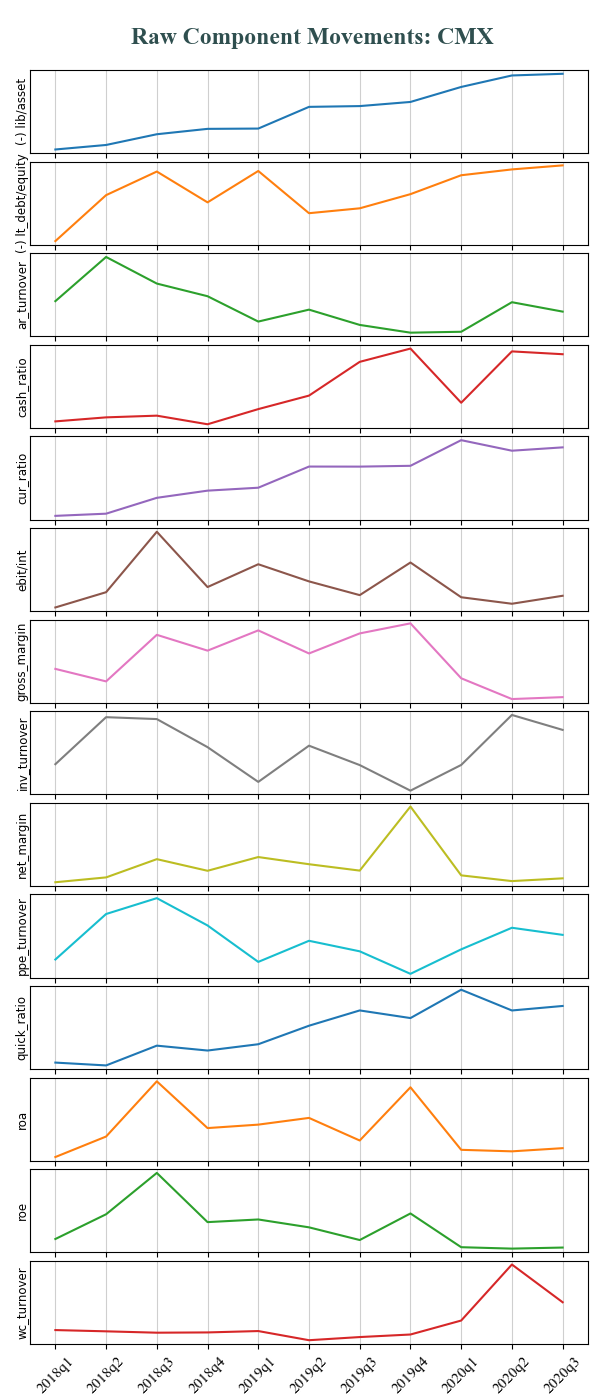 Raw Component Movements: CMX
(-) lib/asset
(-) lt_debt/equity
ar_turnover
cash_ratio
cur_ratio
ebit/int
gross_margin
inv_turnover
net_margin
ppe_turnover
quick_ratio
roa
roe
wc_turnover
2018q1 2018q2 2018q3 2018q4 2019q1 2019q2 2019q3 2019q4 2020q1 2020q2 2020q3